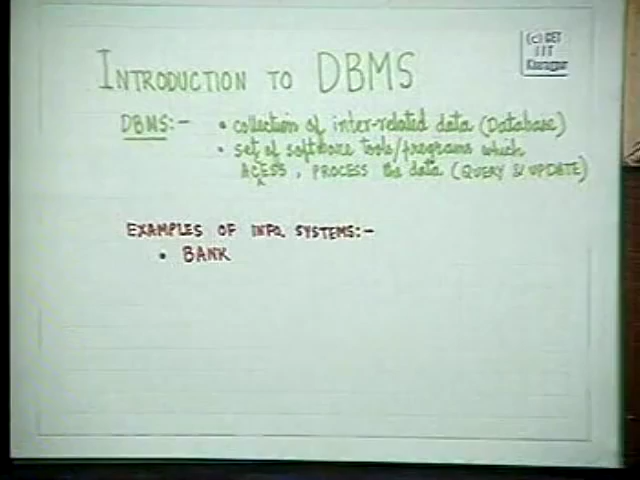 INTRODUCTION TO DBMS
(c) CET
IIT
Kharagpur
DBMS:- • collection of inter-related data (Database)
• set of software tools/programs which
ACESS, PROCESS the data (QUERY & UPDATE)
EXAMPLES OF INFO. SYSTEMS:-
• BANK